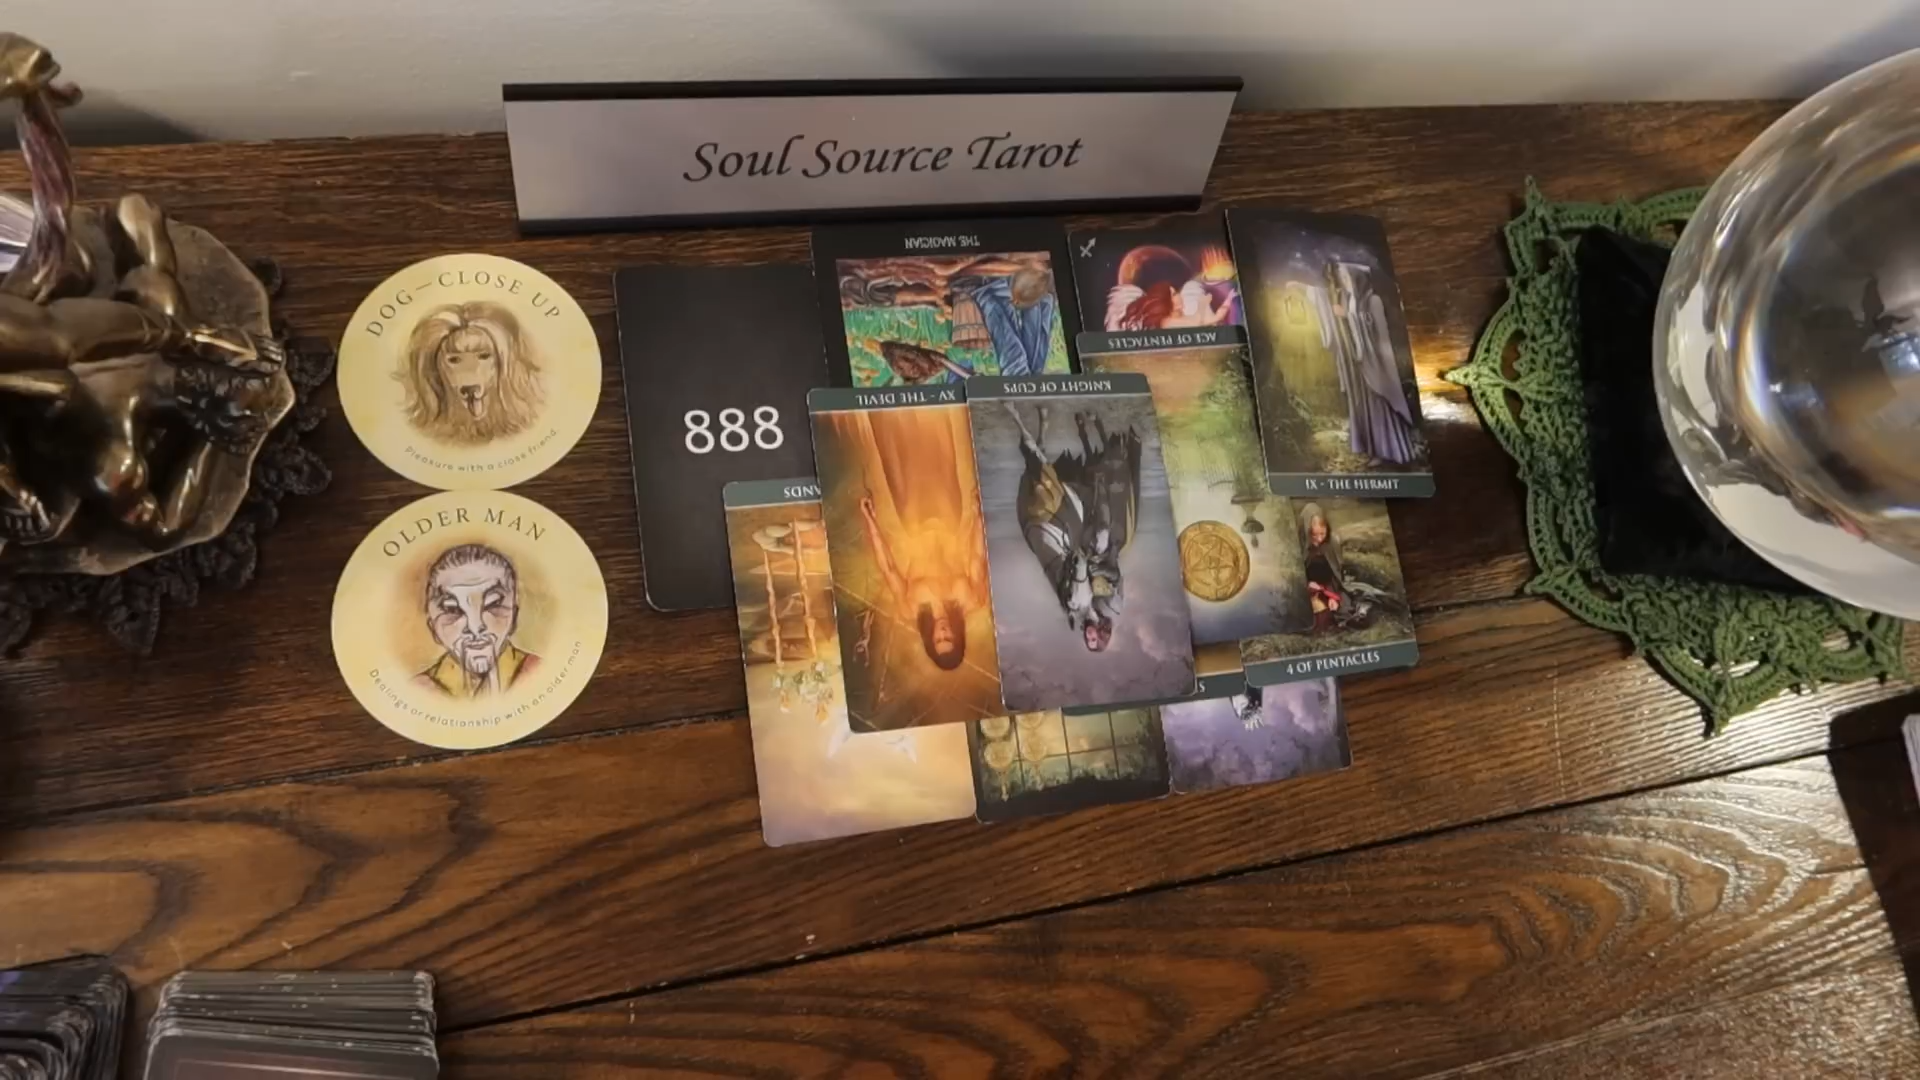 Soul Source Tarot
DOG—CLOSE UP
Pleasure with a close friend
OLDER MAN
Dealings or relationship with an older man
888
THE MAGICIAN
ACE OF PENTACLES
IX - THE HERMIT
XV - THE DEVIL
KNIGHT OF CUPS
4 OF PENTACLES